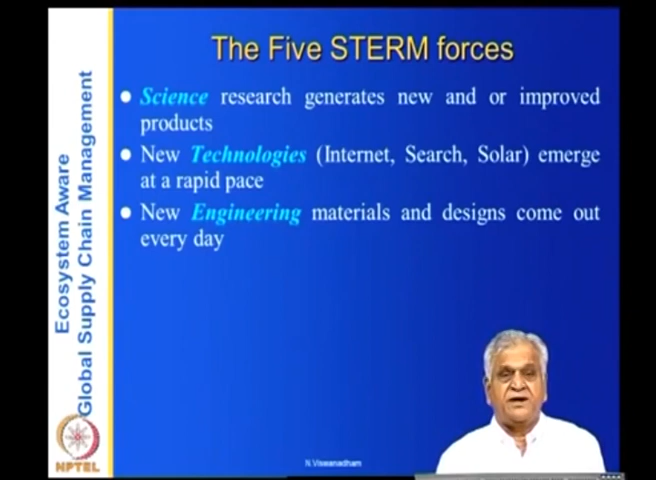 The Five STERM forces
Science research generates new and or improved
products
New Technologies (Internet, Search, Solar) emerge
at a rapid pace
New Engineering materials and designs come out
every day
Ecosystem Aware
Global Supply Chain Management
NPTEL
N.Viswanadham